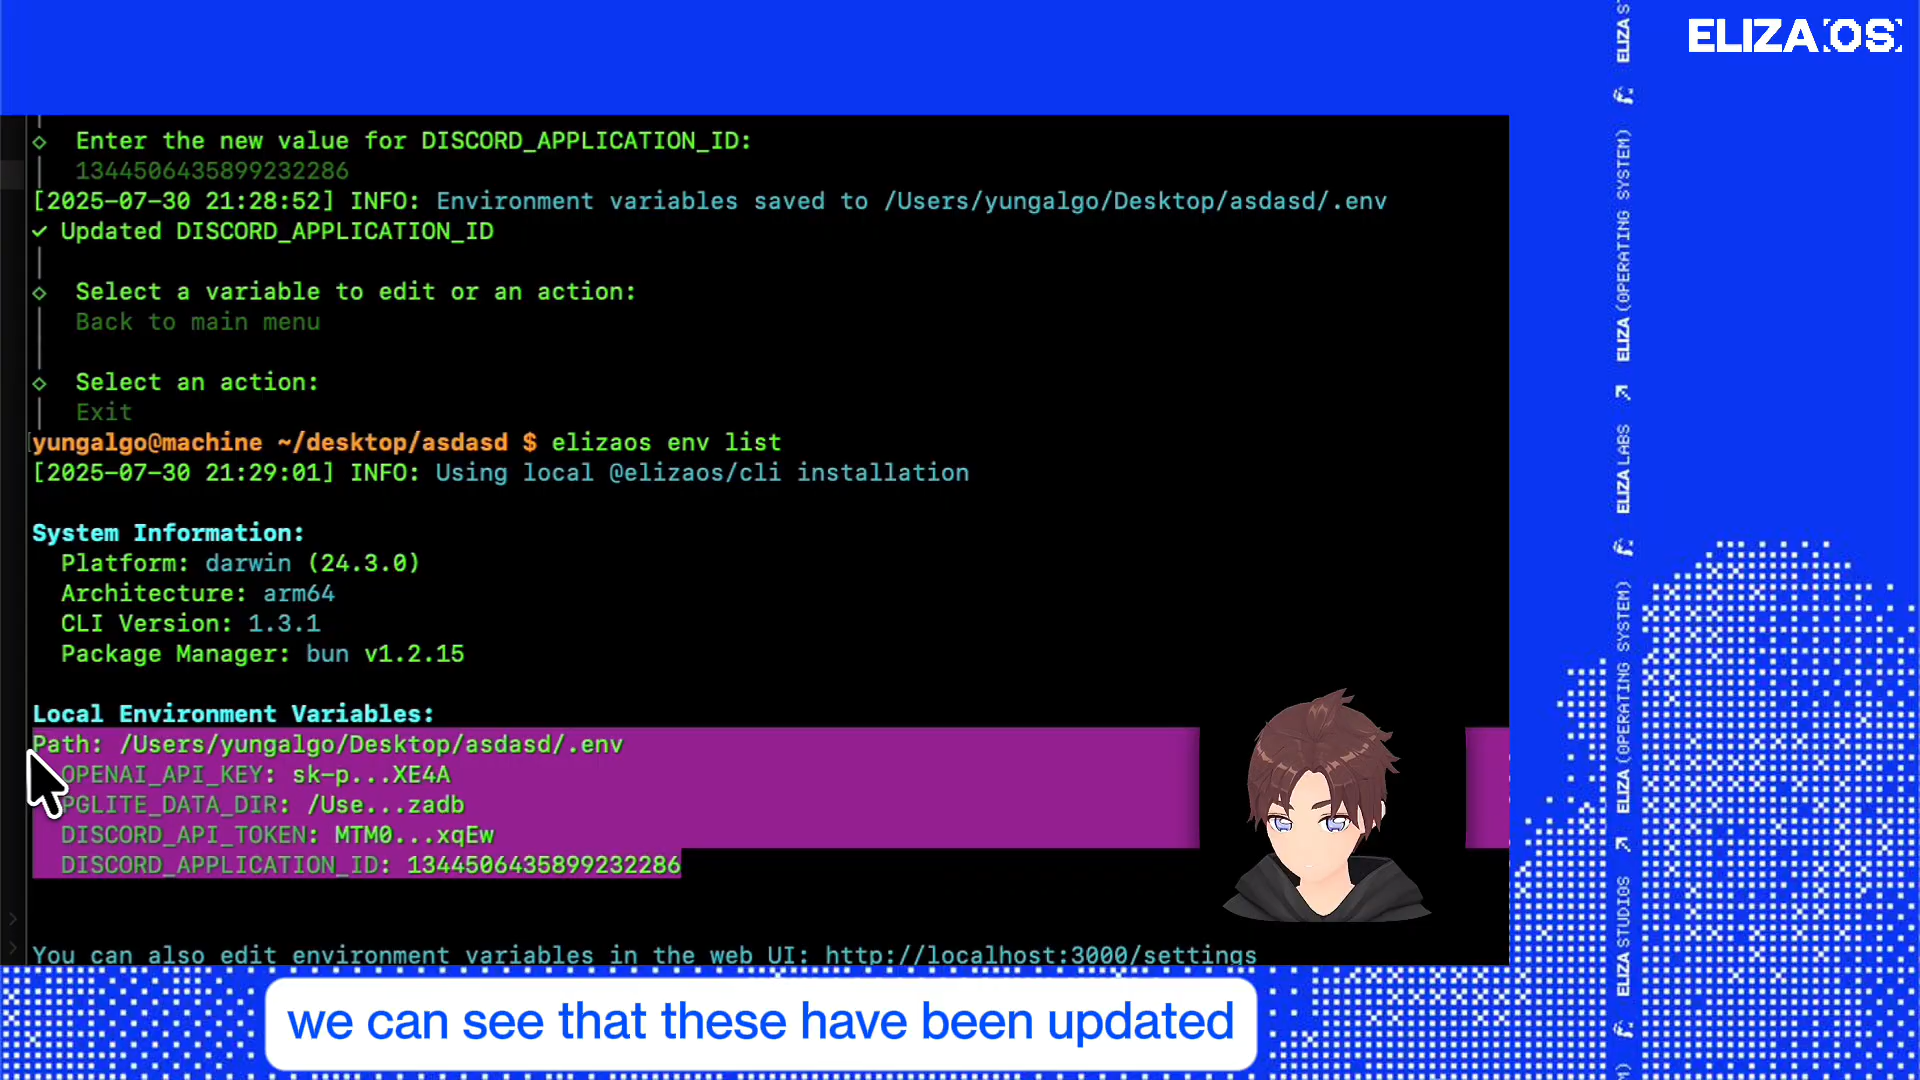 ELIZA OS
◇ Enter the new value for DISCORD_APPLICATION_ID:
1344506435899232286
[2025-07-30 21:28:52] INFO: Environment variables saved to /Users/yungalgo/Desktop/asdasd/.env
✓ Updated DISCORD_APPLICATION_ID
◇ Select a variable to edit or an action:
Back to main menu
◇ Select an action:
Exit
yungalgo@machine ~/desktop/asdasd $ elizaos env list
[2025-07-30 21:29:01] INFO: Using local @elizaos/cli installation
System Information:
Platform: darwin (24.3.0)
Architecture: arm64
CLI Version: 1.3.1
Package Manager: bun v1.2.15
Local Environment Variables:
Path: /Users/yungalgo/Desktop/asdasd/.env
OPENAI_API_KEY: sk-p...XE4A
PGLITE_DATA_DIR: /Use...zadb
DISCORD_API_TOKEN: MTM0...xqEw
DISCORD_APPLICATION_ID: 1344506435899232286
You can also edit environment variables in the web UI: http://localhost:3000/settings
we can see that these have been updated
ELIZA S
ELIZA (OPERATING SYSTEM)
ELIZA LABS
ELIZA (OPERATING SYSTEM)
ELIZA STUDIOS